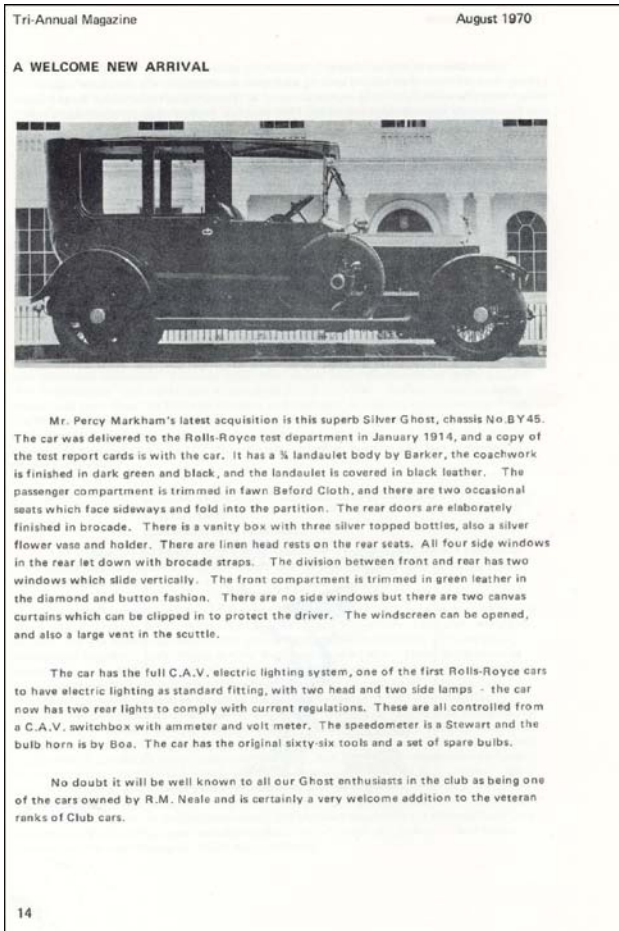 Tri-Annual Magazine August 1970
A WELCOME NEW ARRIVAL
Mr. Percy Markham's latest acquisition is this superb Silver Ghost, chassis No.BY45.
The car was delivered to the Rolls-Royce test department in January 1914, and a copy of
the test report cards is with the car. It has a ¾ landaulet body by Barker, the coachwork
is finished in dark green and black, and the landaulet is covered in black leather. The
passenger compartment is trimmed in fawn Beford Cloth, and there are two occasional
seats which face sideways and fold into the partition. The rear doors are elaborately
finished in brocade. There is a vanity box with three silver topped bottles, also a silver
flower vase and holder. There are linen head rests on the rear seats. All four side windows
in the rear let down with brocade straps. The division between front and rear has two
windows which slide vertically. The front compartment is trimmed in green leather in
the diamond and button fashion. There are no side windows but there are two canvas
curtains which can be clipped in to protect the driver. The windscreen can be opened,
and also a large vent in the scuttle.
The car has the full C.A.V. electric lighting system, one of the first Rolls-Royce cars
to have electric lighting as standard fitting, with two head and two side lamps - the car
now has two rear lights to comply with current regulations. These are all controlled from
a C.A.V. switchbox with ammeter and volt meter. The speedometer is a Stewart and the
bulb horn is by Boa. The car has the original sixty-six tools and a set of spare bulbs.
No doubt it will be well known to all our Ghost enthusiasts in the club as being one
of the cars owned by R.M. Neale and is certainly a very welcome addition to the veteran
ranks of Club cars.
14